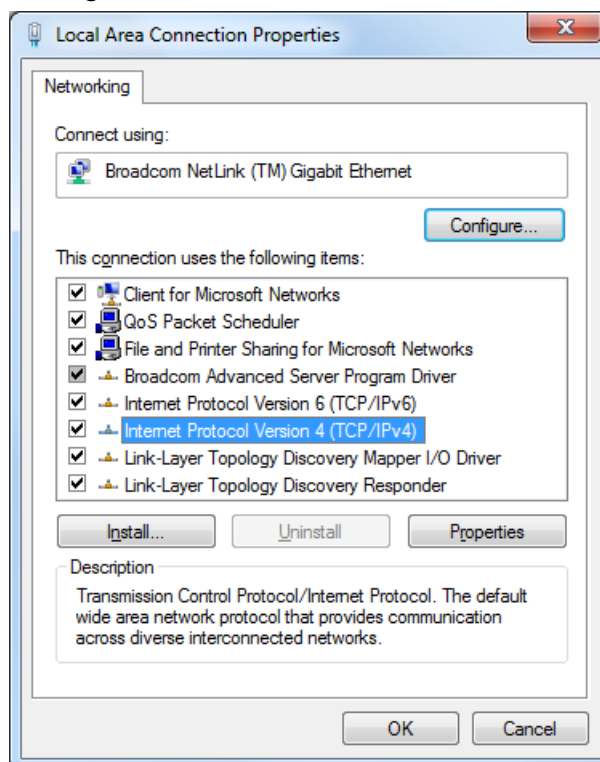 Local Area Connection Properties
Networking
Connect using:
Broadcom NetLink (TM) Gigabit Ethernet
Configure...
This connection uses the following items:
Client for Microsoft Networks
QoS Packet Scheduler
File and Printer Sharing for Microsoft Networks
Broadcom Advanced Server Program Driver
Internet Protocol Version 6 (TCP/IPv6)
Internet Protocol Version 4 (TCP/IPv4)
Link-Layer Topology Discovery Mapper I/O Driver
Link-Layer Topology Discovery Responder
Install... Uninstall Properties
Description
Transmission Control Protocol/Internet Protocol. The default
wide area network protocol that provides communication
across diverse interconnected networks.
OK Cancel